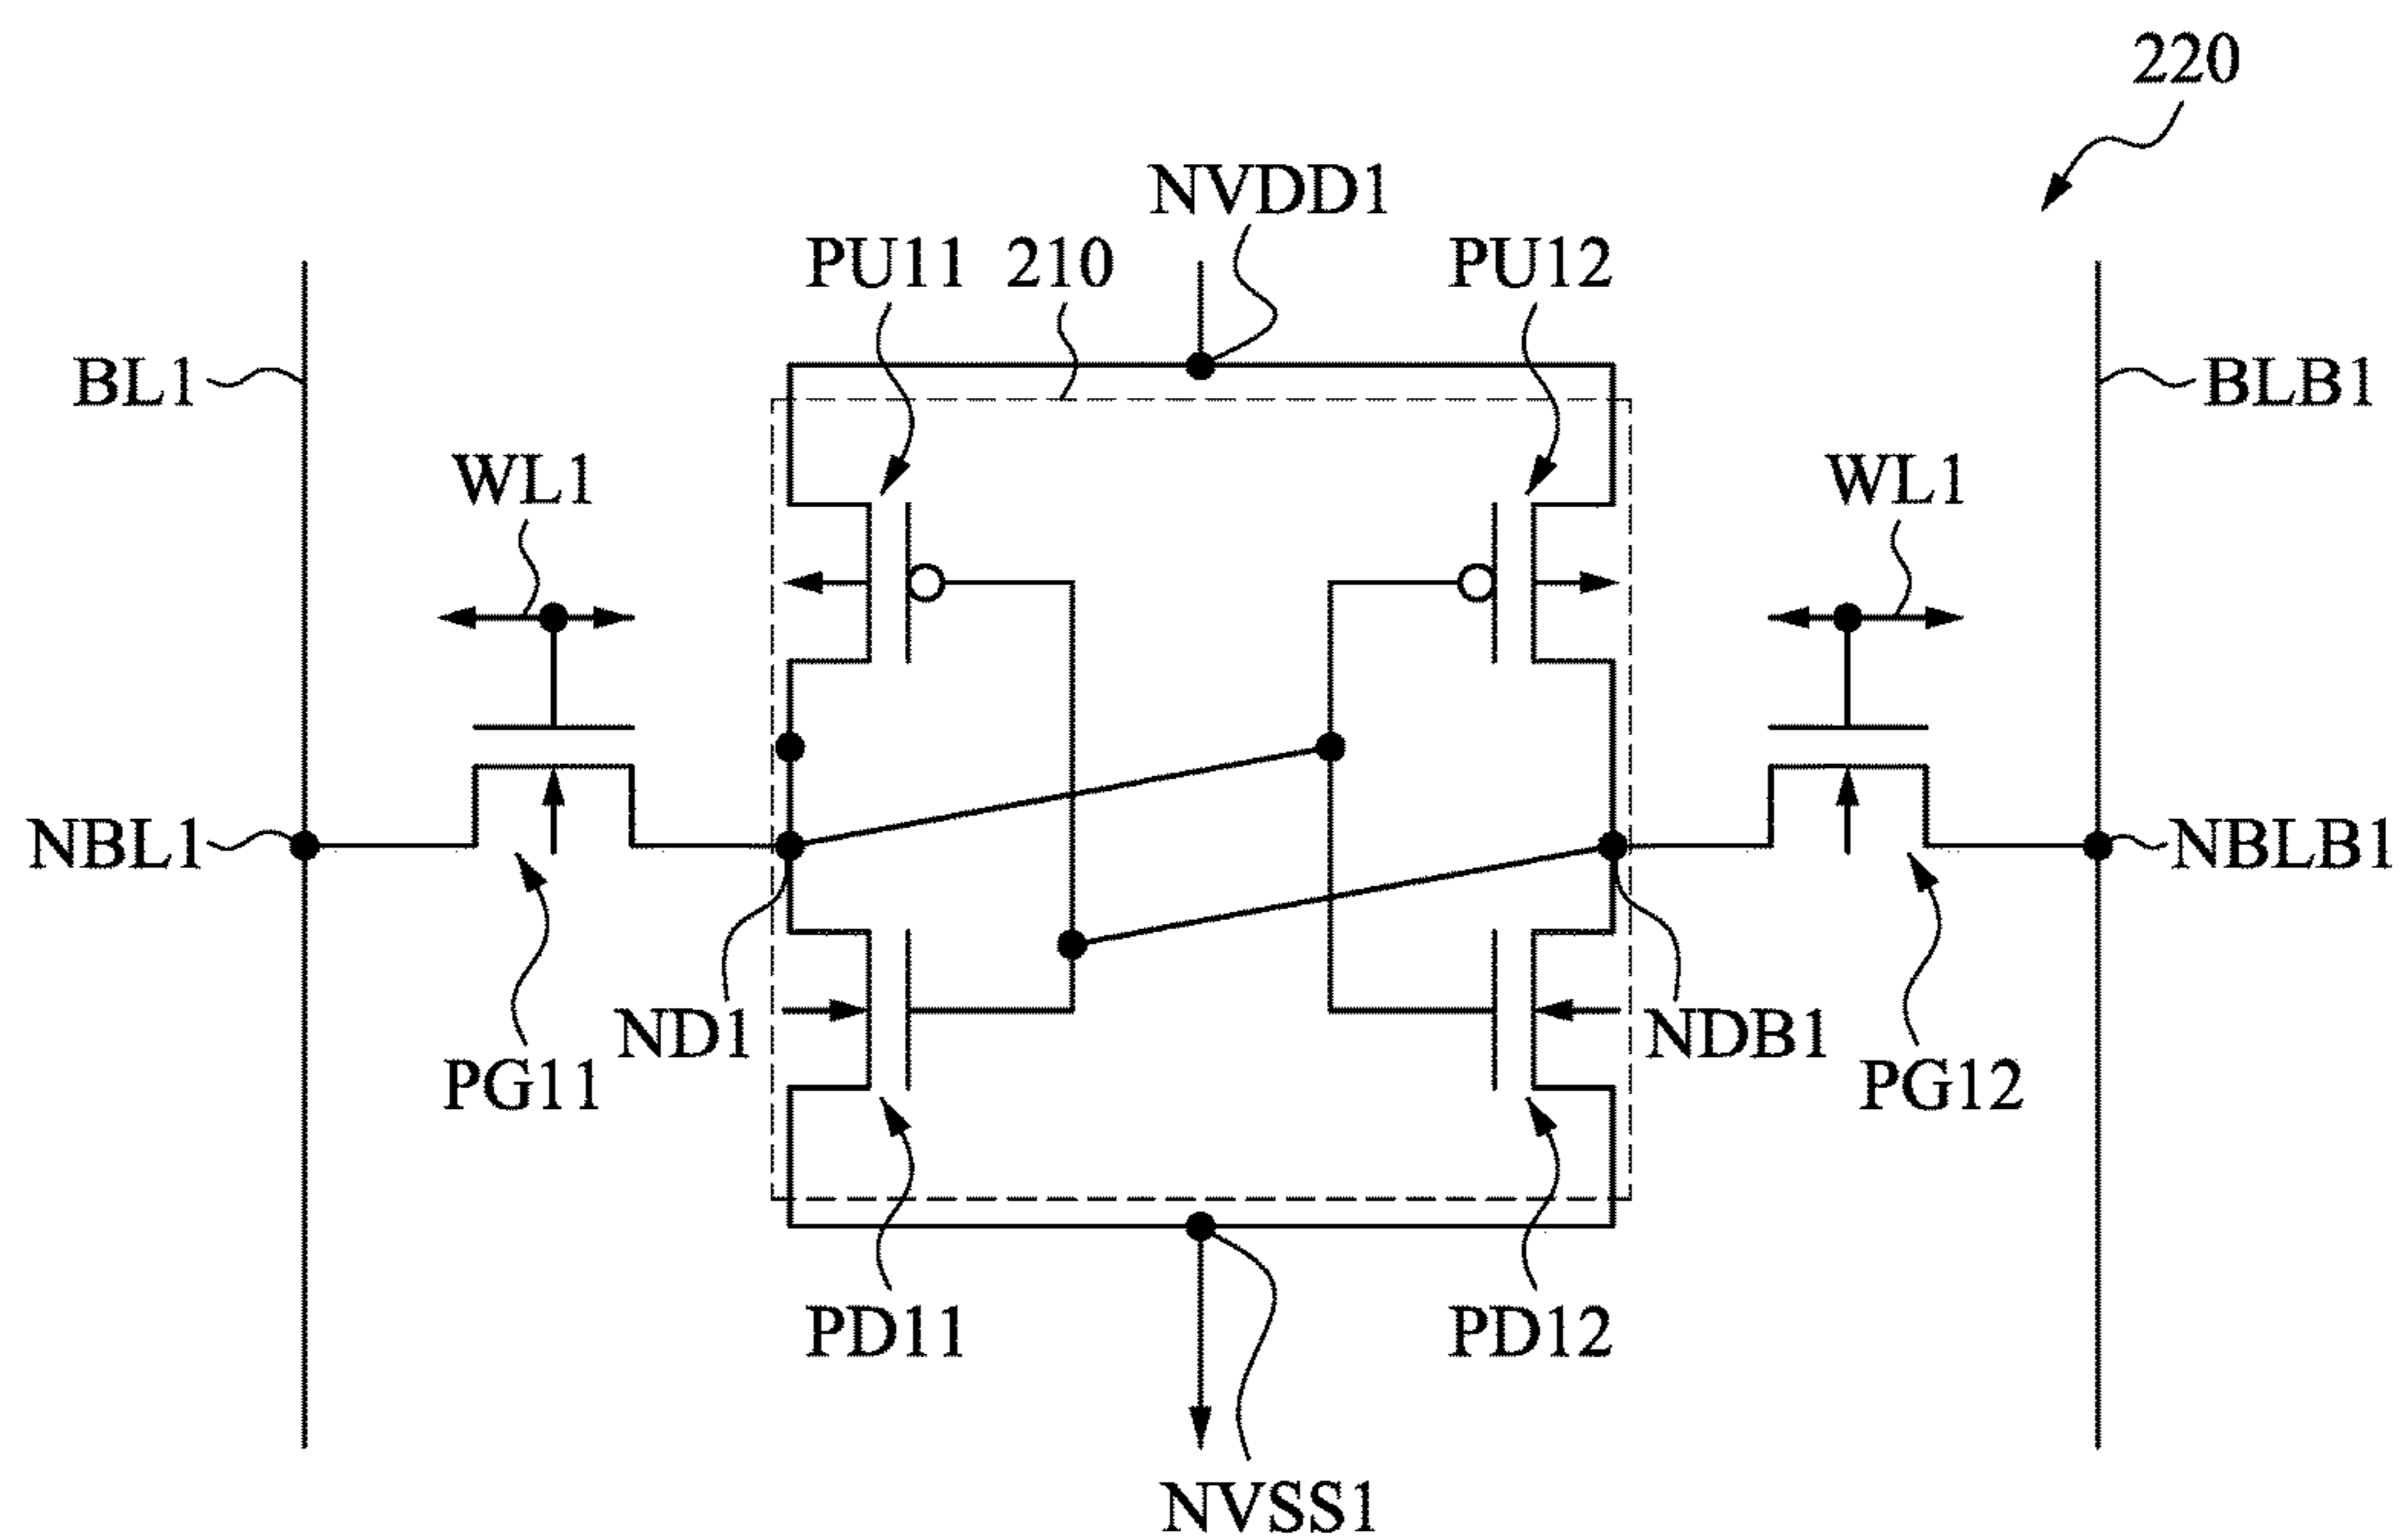 220
NVDD1
PU11
210
PU12
BL1
BLB1
WL1
WL1
NBL1
NBLB1
ND1
NDB1
PG11
PG12
PD11
PD12
NVSS1